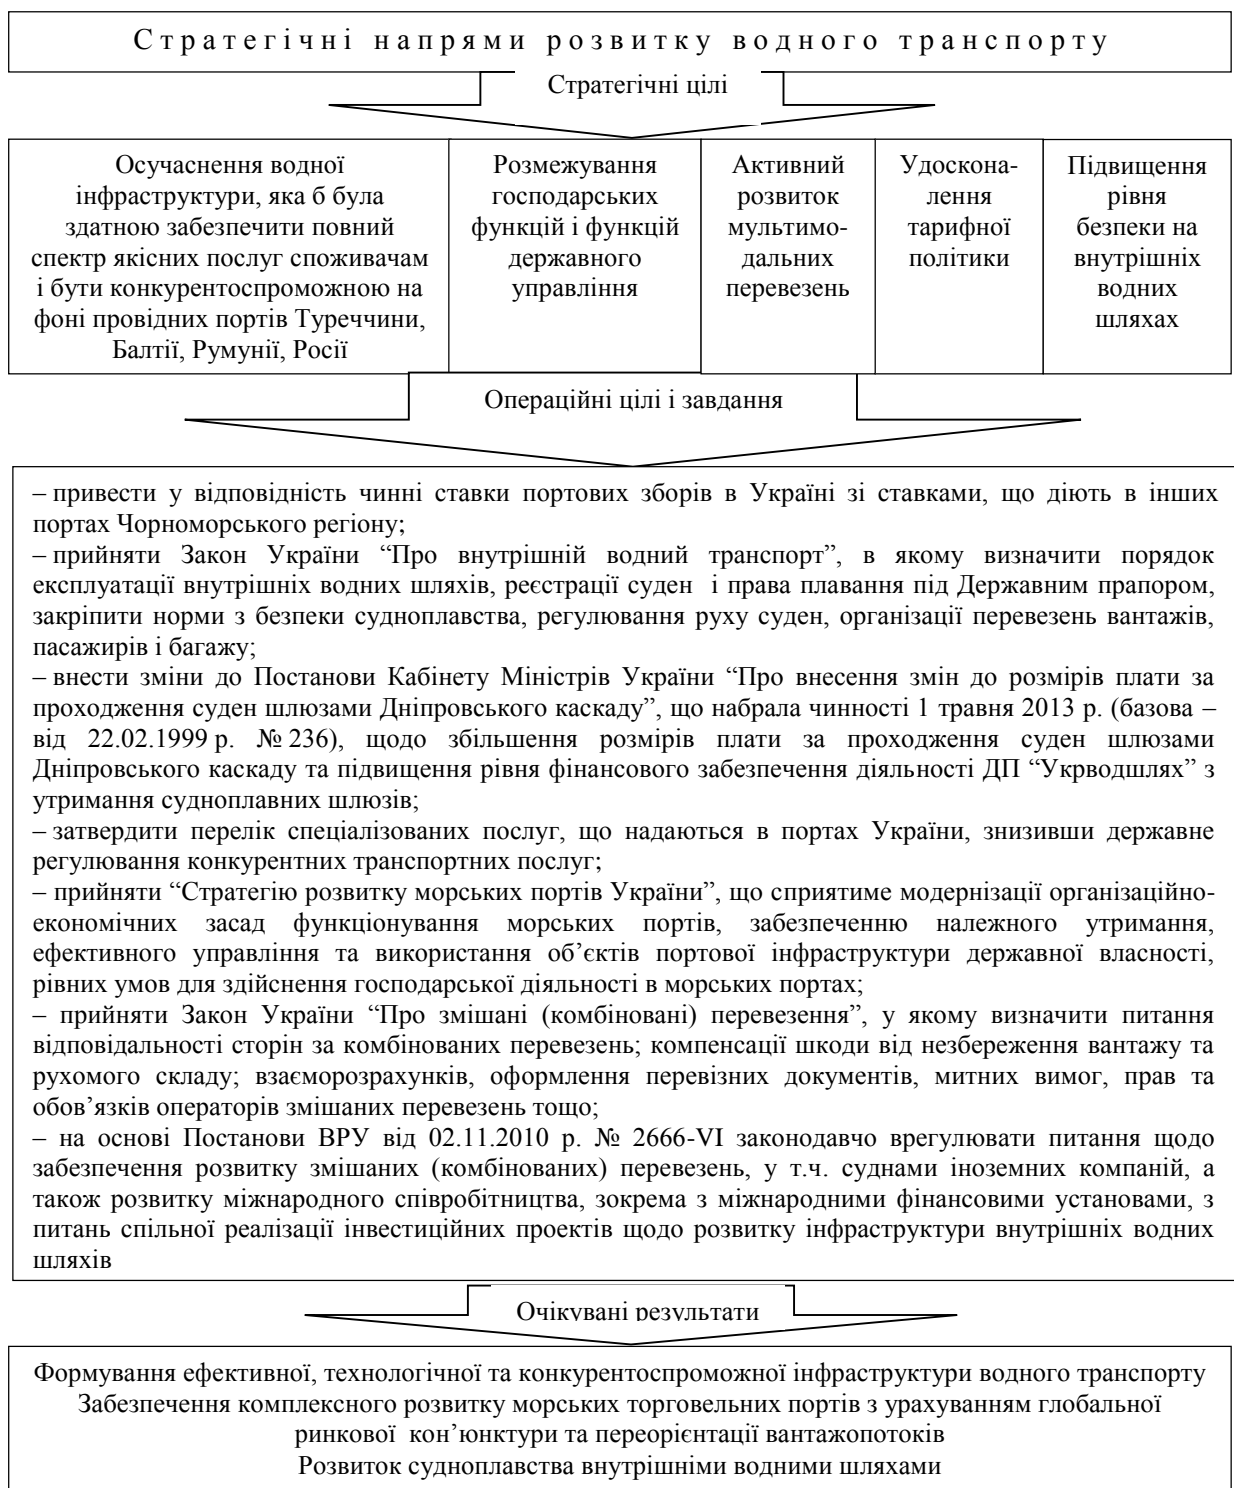 Стратегічні напрями розвитку водного транспорту
Стратегічні цілі
Осучаснення водної
інфраструктури, яка б була
здатною забезпечити повний
спектр якісних послуг споживачам
і бути конкурентоспроможною на
фоні провідних портів Туреччини,
Балтії, Румунії, Росії
Розмежування
господарських
функцій і функцій
державного
управління
Активний
розвиток
мультимо-
дальних
перевезень
Удоскона-
лення
тарифної
політики
Підвищення
рівня
безпеки на
внутрішніх
водних
шляхах
Операційні цілі і завдання
– привести у відповідність чинні ставки портових зборів в Україні зі ставками, що діють в інших
портах Чорноморського регіону;
– прийняти Закон України “Про внутрішній водний транспорт”, в якому визначити порядок
експлуатації внутрішніх водних шляхів, реєстрації суден і права плавання під Державним прапором,
закріпити норми з безпеки судноплавства, регулювання руху суден, організації перевезень вантажів,
пасажирів і багажу;
– внести зміни до Постанови Кабінету Міністрів України “Про внесення змін до розмірів плати за
проходження суден шлюзами Дніпровського каскаду”, що набрала чинності 1 травня 2013 р. (базова –
від 22.02.1999 р. № 236), щодо збільшення розмірів плати за проходження суден шлюзами
Дніпровського каскаду та підвищення рівня фінансового забезпечення діяльності ДП “Укрводшлях” з
утримання судноплавних шлюзів;
– затвердити перелік спеціалізованих послуг, що надаються в портах України, знизивши державне
регулювання конкурентних транспортних послуг;
– прийняти “Стратегію розвитку морських портів України”, що сприятиме модернізації організаційно-
економічних засад функціонування морських портів, забезпеченню належного утримання,
ефективного управління та використання об’єктів портової інфраструктури державної власності,
рівних умов для здійснення господарської діяльності в морських портах;
– прийняти Закон України “Про змішані (комбіновані) перевезення”, у якому визначити питання
відповідальності сторін за комбінованих перевезень; компенсації шкоди від незбереження вантажу та
рухомого складу; взаєморозрахунків, оформлення перевізних документів, митних вимог, прав та
обов’язків операторів змішаних перевезень тощо;
– на основі Постанови ВРУ від 02.11.2010 р. № 2666-VI законодавчо врегулювати питання щодо
забезпечення розвитку змішаних (комбінованих) перевезень, у т.ч. суднами іноземних компаній, а
також розвитку міжнародного співробітництва, зокрема з міжнародними фінансовими установами, з
питань спільної реалізації інвестиційних проектів щодо розвитку інфраструктури внутрішніх водних
шляхів
Очікувані результати
Формування ефективної, технологічної та конкурентоспроможної інфраструктури водного транспорту
Забезпечення комплексного розвитку морських торговельних портів з урахуванням глобальної
ринкової кон’юнктури та переорієнтації вантажопотоків
Розвиток судноплавства внутрішніми водними шляхами